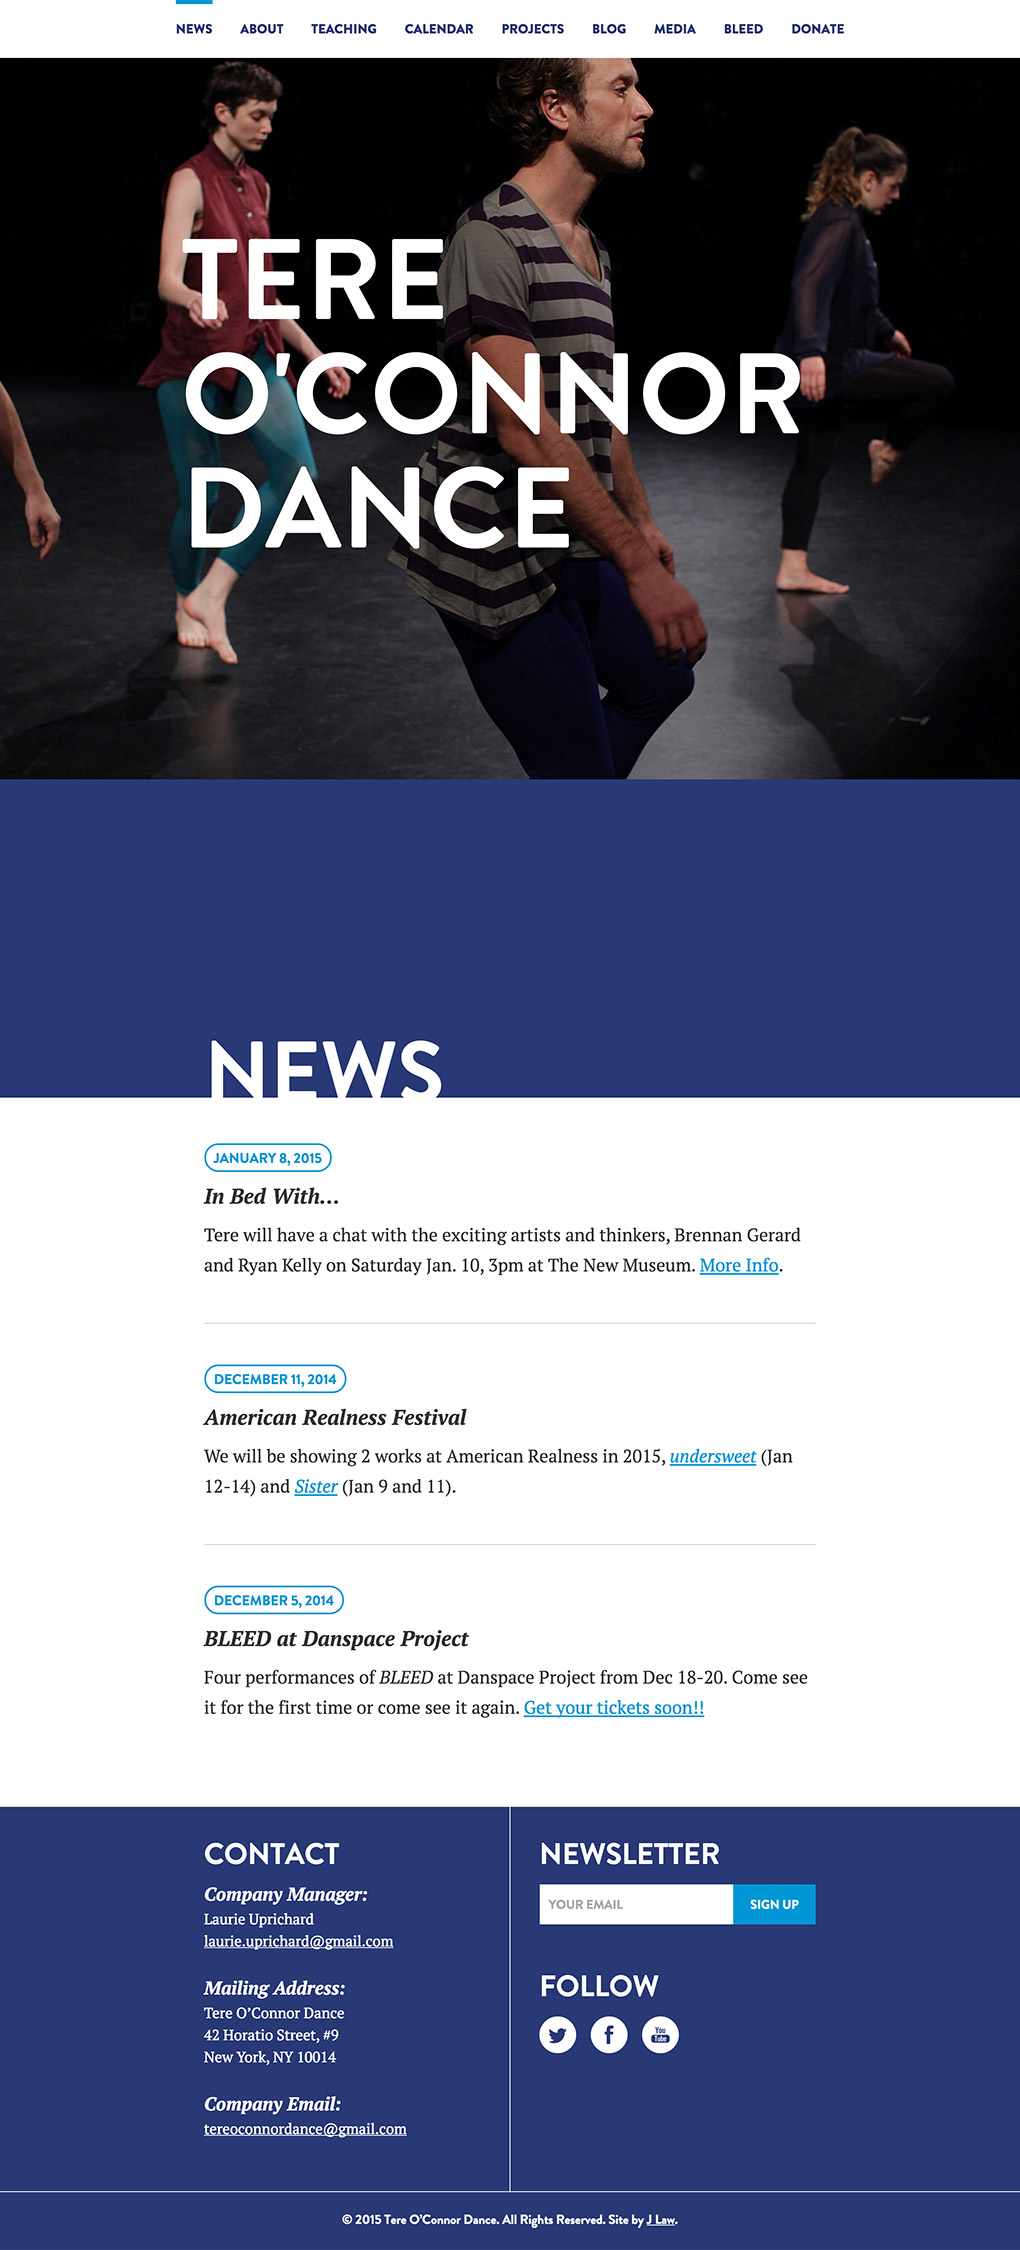 NEWS ABOUT TEACHING CALENDAR PROJECTS BLOG MEDIA BLEED DONATE
TERE
O'CONNOR
DANCE
NEWS
JANUARY 8, 2015
In Bed With...
Tere will have a chat with the exciting artists and thinkers, Brennan Gerard
and Ryan Kelly on Saturday Jan. 10, 3pm at The New Museum. More Info.
DECEMBER 11, 2014
American Realness Festival
We will be showing 2 works at American Realness in 2015, undersweet (Jan
12-14) and Sister (Jan 9 and 11).
DECEMBER 5, 2014
BLEED at Danspace Project
Four performances of BLEED at Danspace Project from Dec 18-20. Come see
it for the first time or come see it again. Get your tickets soon!!
CONTACT
Company Manager:
Laurie Uprichard
laurie.uprichard@gmail.com
Mailing Address:
Tere O’Connor Dance
42 Horatio Street, #9
New York, NY 10014
Company Email:
tereoconnordance@gmail.com
NEWSLETTER
YOUR EMAIL SIGN UP
FOLLOW
You
Tube
© 2015 Tere O’Connor Dance. All Rights Reserved. Site by J Law.